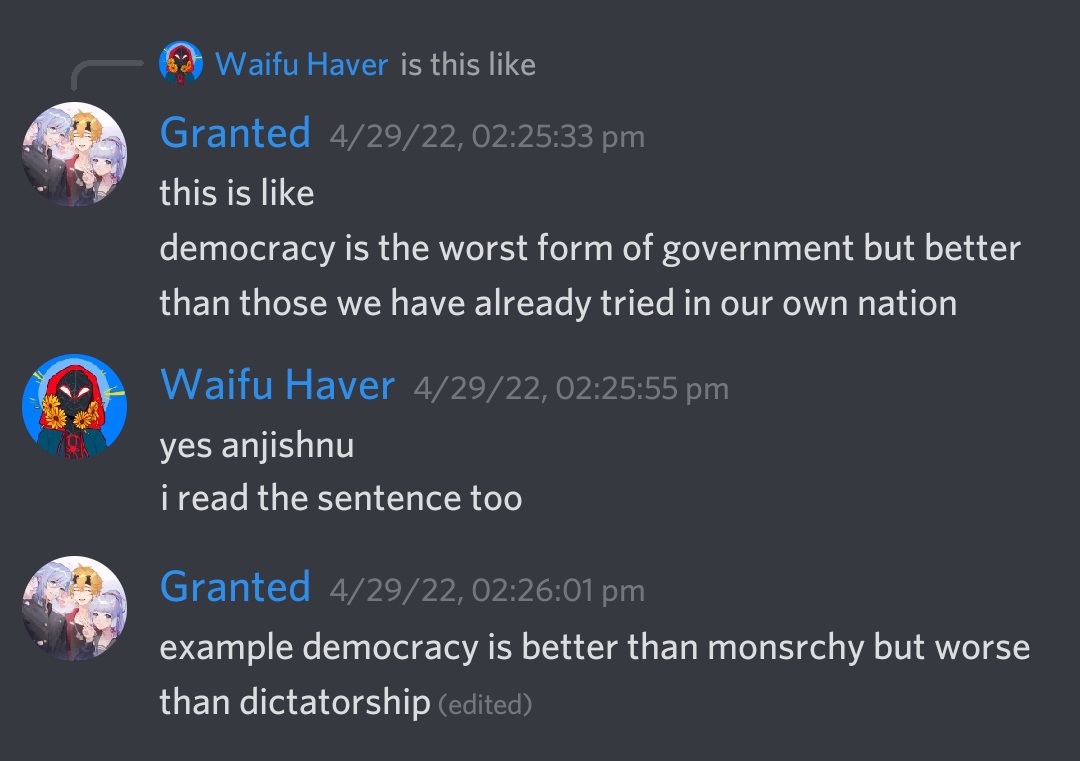 Waifu Haver is this like
Granted 4/29/22, 02:25:33 pm
this is like
democracy is the worst form of government but better
than those we have already tried in our own nation
Waifu Haver 4/29/22, 02:25:55 pm
yes anjishnu
i read the sentence too
Granted 4/29/22, 02:26:01 pm
example democracy is better than monsrchy but worse
than dictatorship (edited)